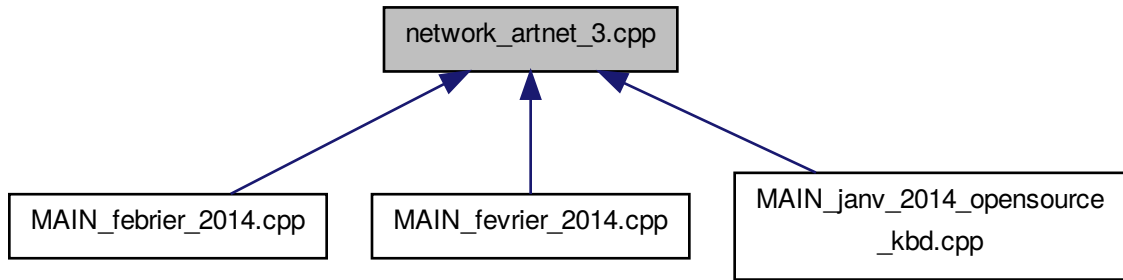 network_artnet_3.cpp
MAIN_febrier_2014.cpp
MAIN_fevrier_2014.cpp
MAIN_janv_2014_opensource
_kbd.cpp